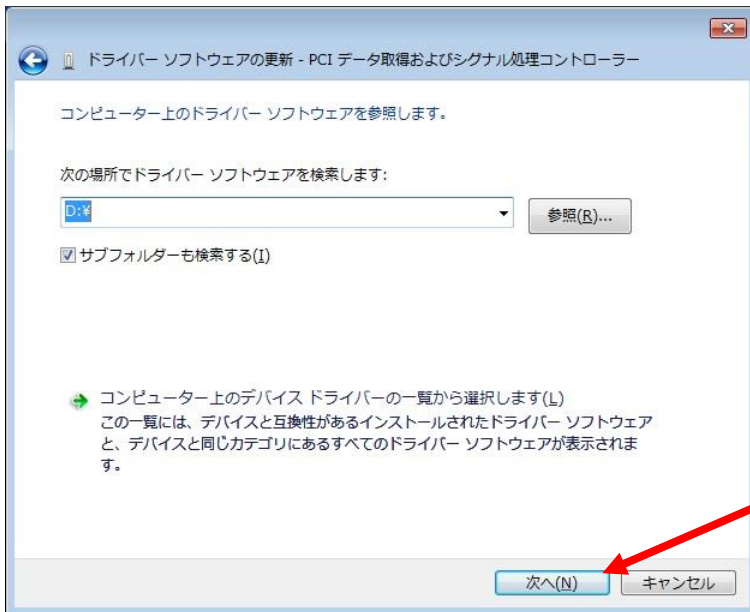 ドライバー ソフトウェアの更新 - PCI データ取得およびシグナル処理コントローラー
コンピューター上のドライバー ソフトウェアを参照します。
次の場所でドライバー ソフトウェアを検索します:
D:¥
参照(R)...
サブフォルダーも検索する(I)
コンピューター上のデバイス ドライバーの一覧から選択します(L)
この一覧には、デバイスと互換性があるインストールされたドライバー ソフトウェア
と、デバイスと同じカテゴリにあるすべてのドライバー ソフトウェアが表示されま
す。
次へ(N)
キャンセル